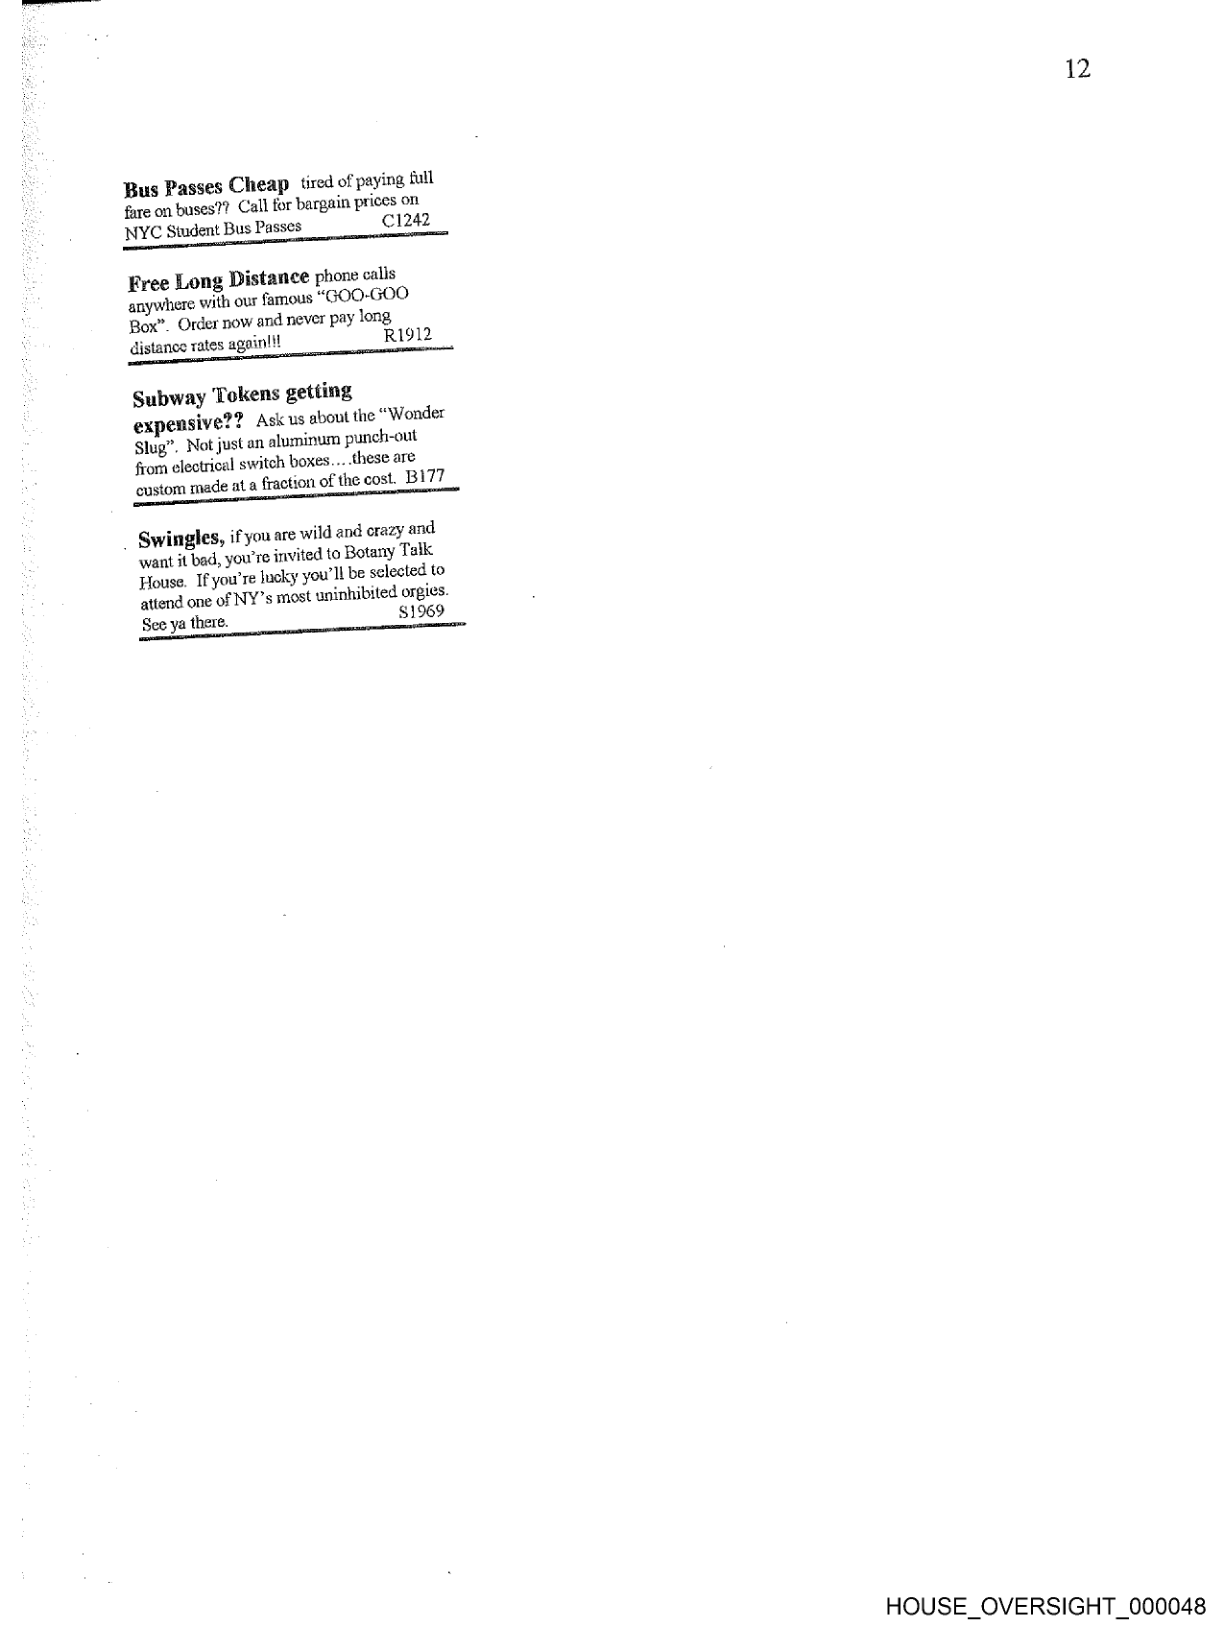 12
Bus Passes Cheap tired of paying full
fare on buses?? Call for bargain prices on
NYC Student Bus Passes C1242
Free Long Distance phone calls
anywhere with our famous “GOO-GOO
Box”. Order now and never pay long
distance rates again!!! R1912
Subway Tokens getting
expensive?? Ask us about the “Wonder
Slug”. Not just an aluminum punch-out
from electrical switch boxes….these are
custom made at a fraction of the cost. B177
Swingles, if you are wild and crazy and
want it bad, you’re invited to Botany Talk
House. If you’re lucky you’ll be selected to
attend one of NY’s most uninhibited orgies.
See ya there. S1969
HOUSE_OVERSIGHT_000048